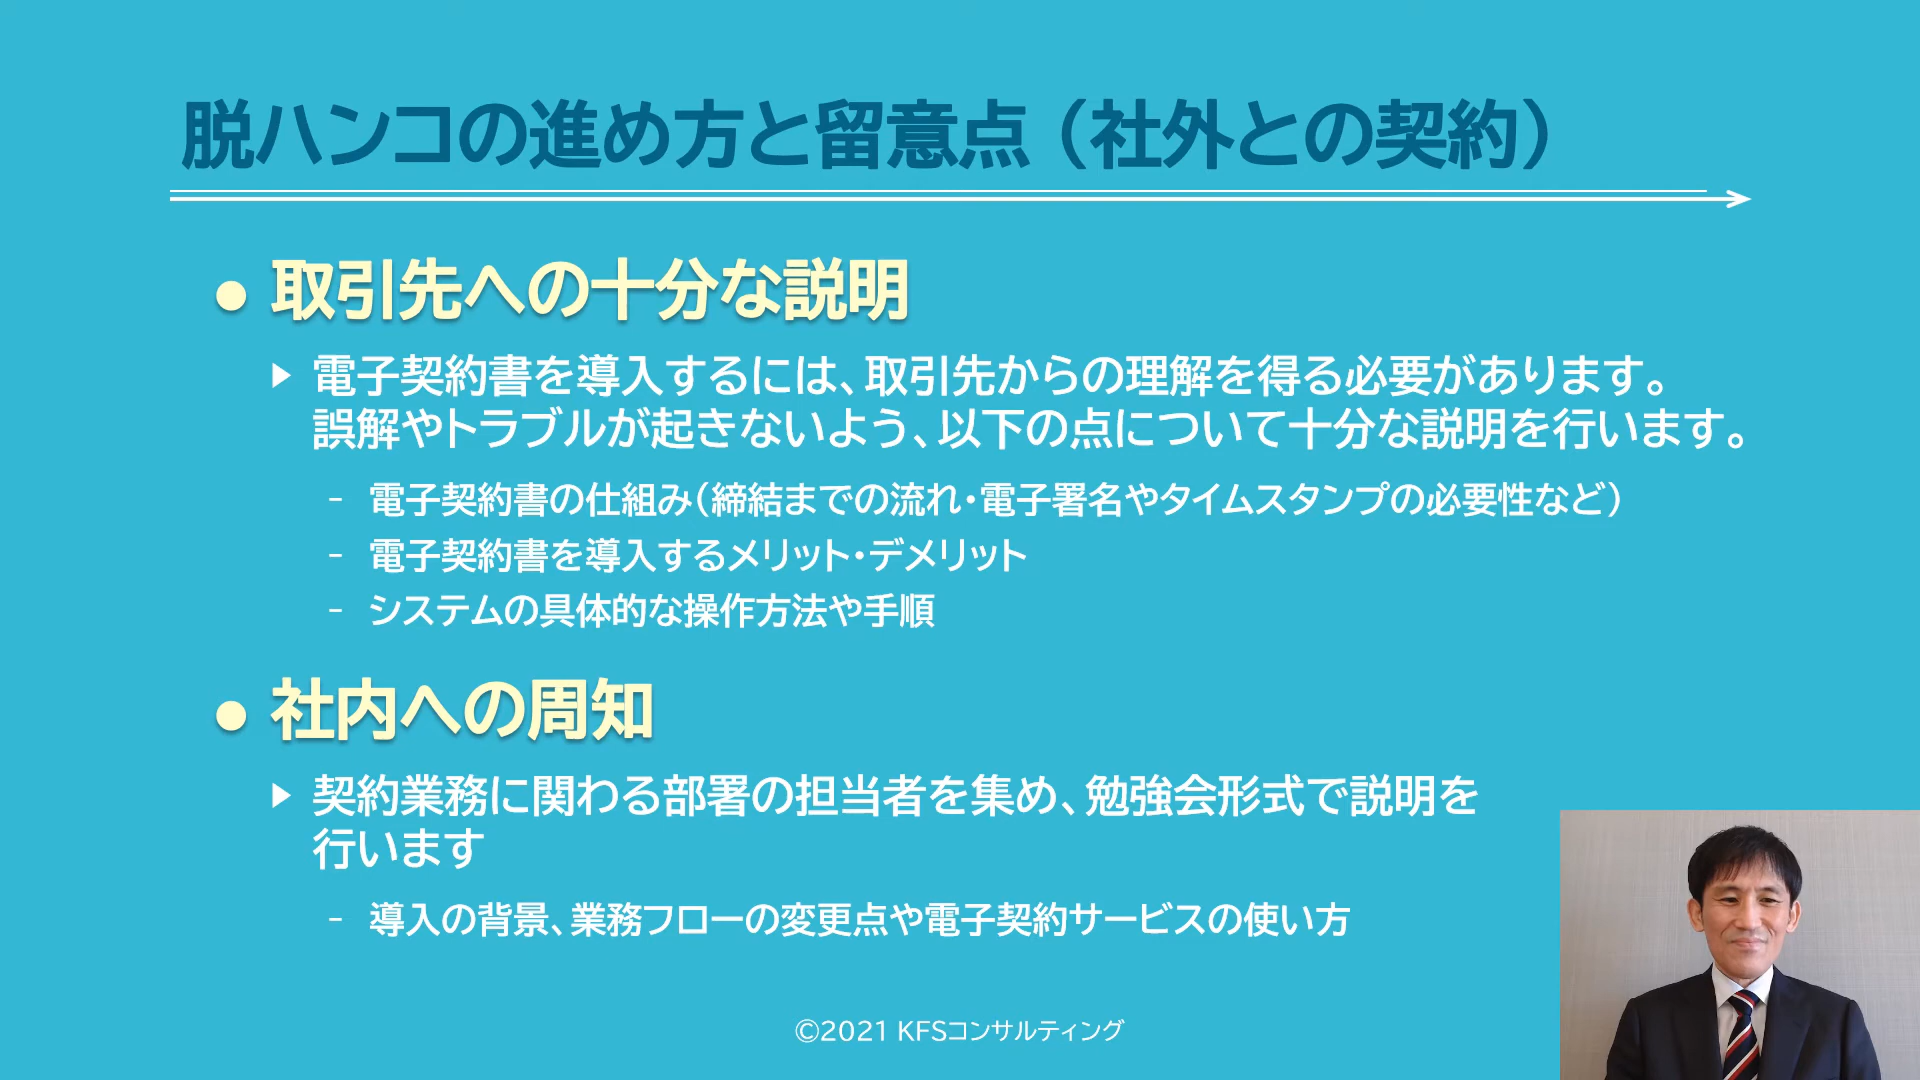 脱ハンコの進め方と留意点（社外との契約）
● 取引先への十分な説明
▶ 電子契約書を導入するには、取引先からの理解を得る必要があります。
誤解やトラブルが起きないよう、以下の点について十分な説明を行います。
- 電子契約書の仕組み（締結までの流れ・電子署名やタイムスタンプの必要性など）
- 電子契約書を導入するメリット・デメリット
- システムの具体的な操作方法や手順
● 社内への周知
▶ 契約業務に関わる部署の担当者を集め、勉強会形式で説明を
行います
- 導入の背景、業務フローの変更点や電子契約サービスの使い方
©2021 KFSコンサルティング